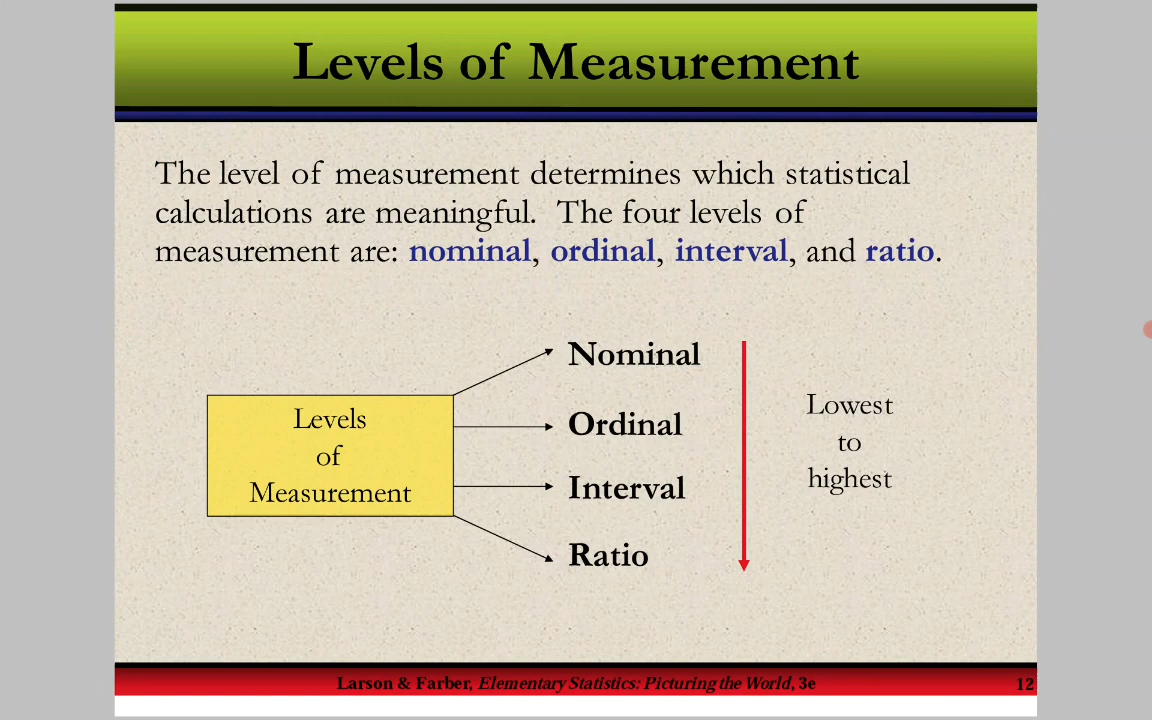 Levels of Measurement
The level of measurement determines which statistical
calculations are meaningful. The four levels of
measurement are: nominal, ordinal, interval, and ratio.
Levels
of
Measurement
Nominal
Ordinal
Interval
Ratio
Lowest
to
highest
Larson & Farber, Elementary Statistics: Picturing the World, 3e
12